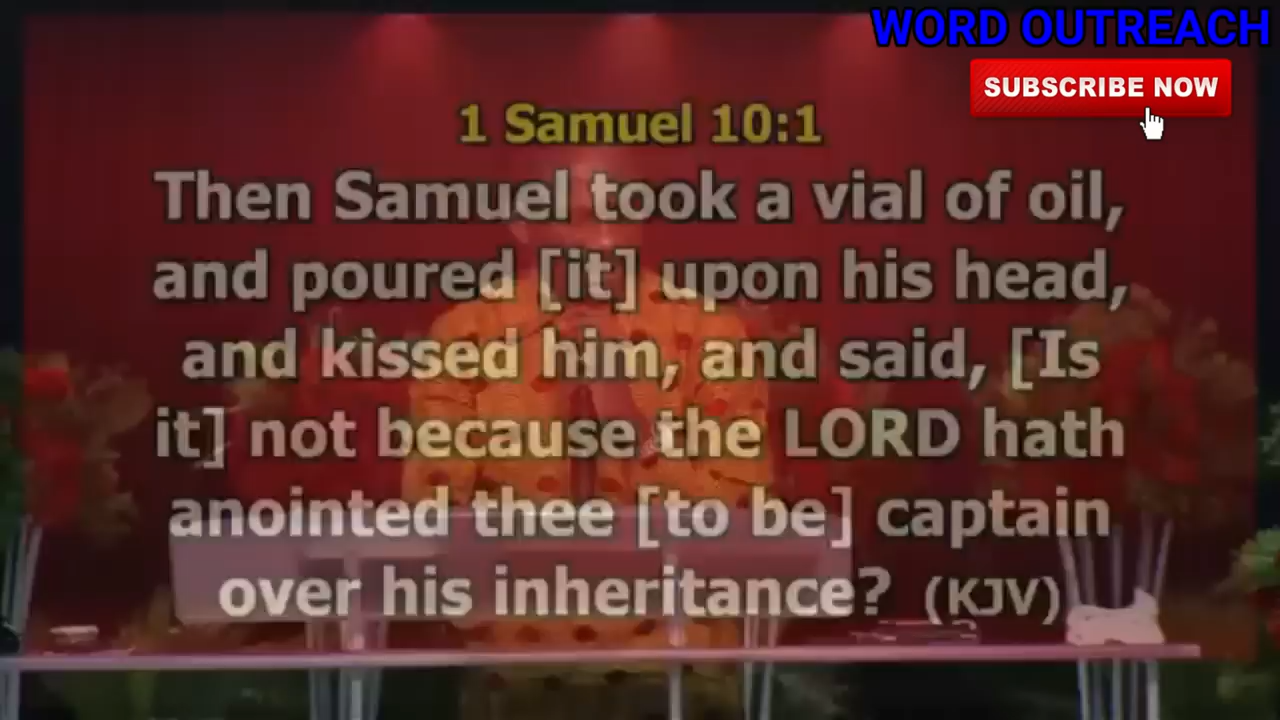 WORD OUTREACH
SUBSCRIBE NOW
1 Samuel 10:1
Then Samuel took a vial of oil,
and poured [it] upon his head,
and kissed him, and said, [Is
it] not because the LORD hath
anointed thee [to be] captain
over his inheritance? (KJV)